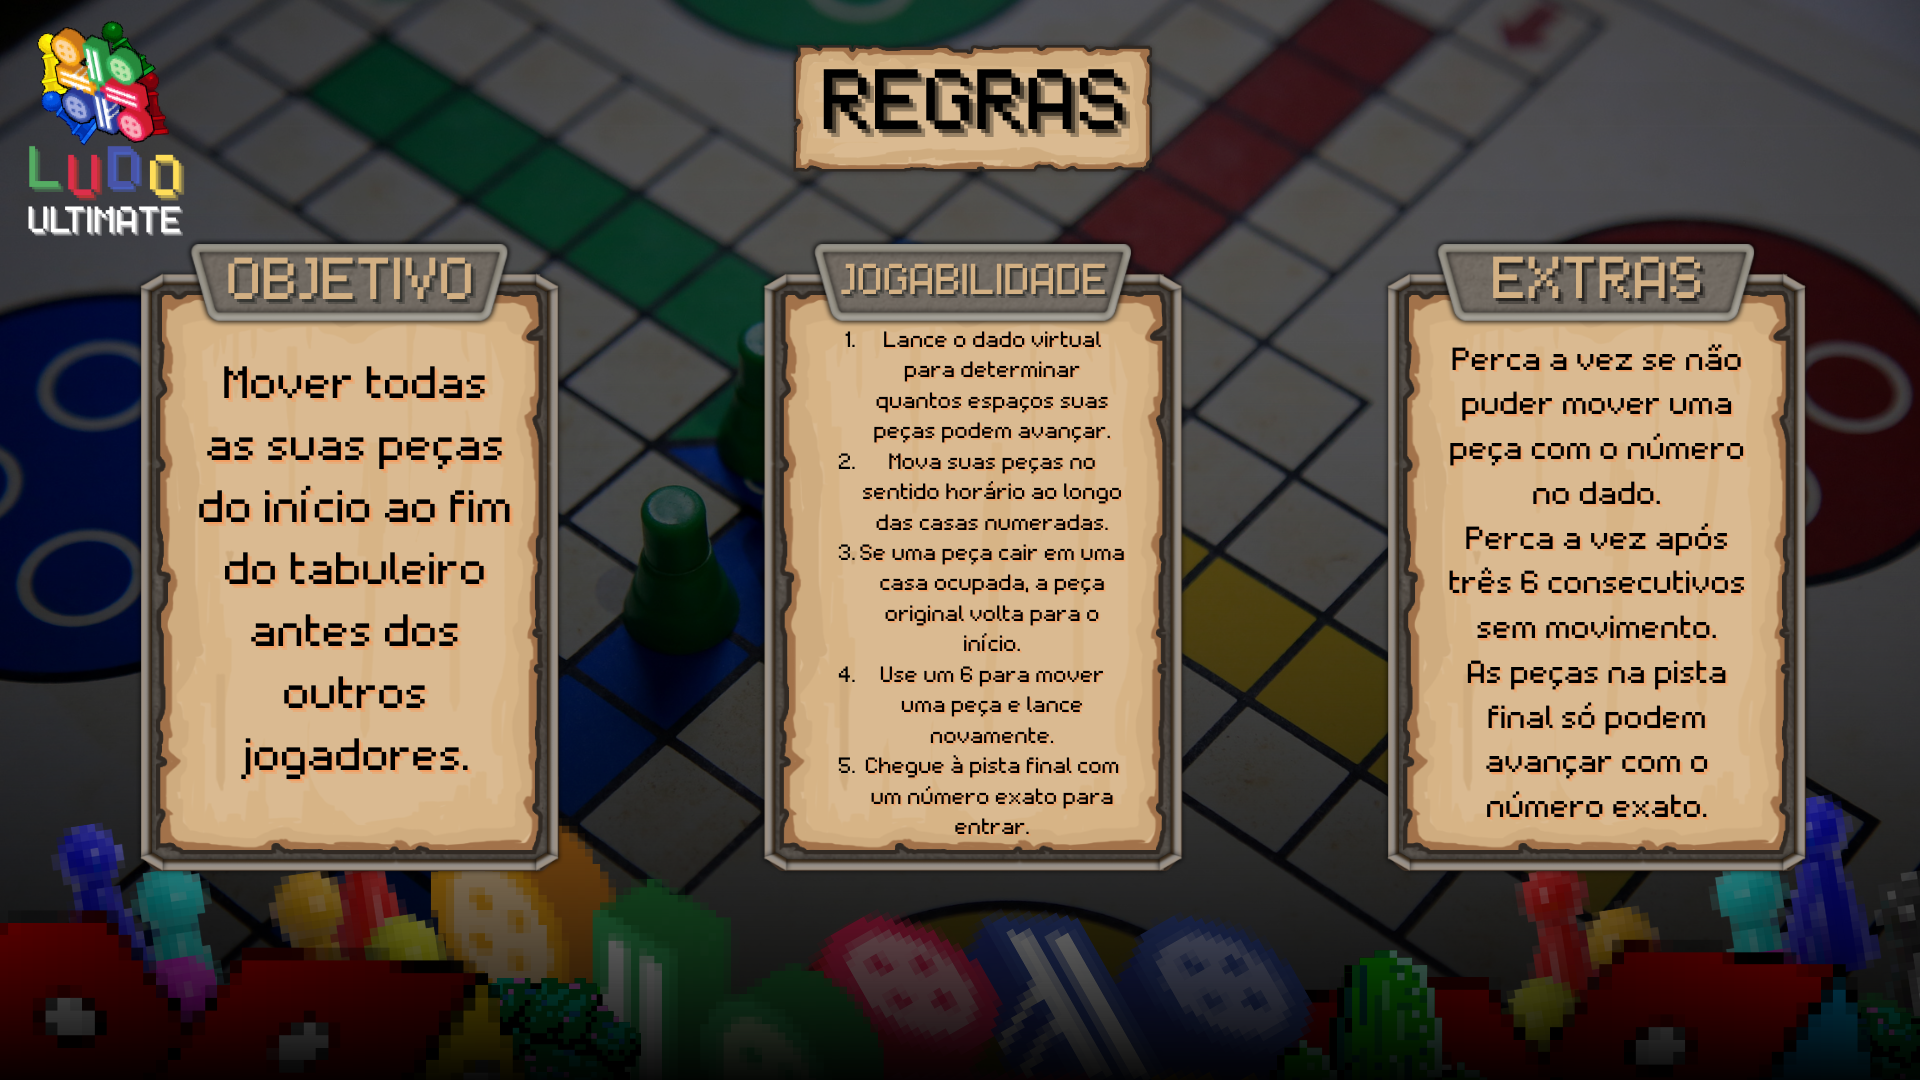 LUDO
ULTIMATE
REGRAS
OBJETIVO
Mover todas
as suas peças
do início ao fim
do tabuleiro
antes dos
outros
jogadores.
JOGABILIDADE
1. Lance o dado virtual
para determinar
quantos espaços suas
peças podem avançar.
2. Mova suas peças no
sentido horário ao longo
das casas numeradas.
3. Se uma peça cair em uma
casa ocupada, a peça
original volta para o
início.
4. Use um 6 para mover
uma peça e lance
novamente.
5. Chegue à pista final com
um número exato para
entrar.
EXTRAS
Perca a vez se não
puder mover uma
peça com o número
no dado.
Perca a vez após
três 6 consecutivos
sem movimento.
As peças na pista
final só podem
avançar com o
número exato.